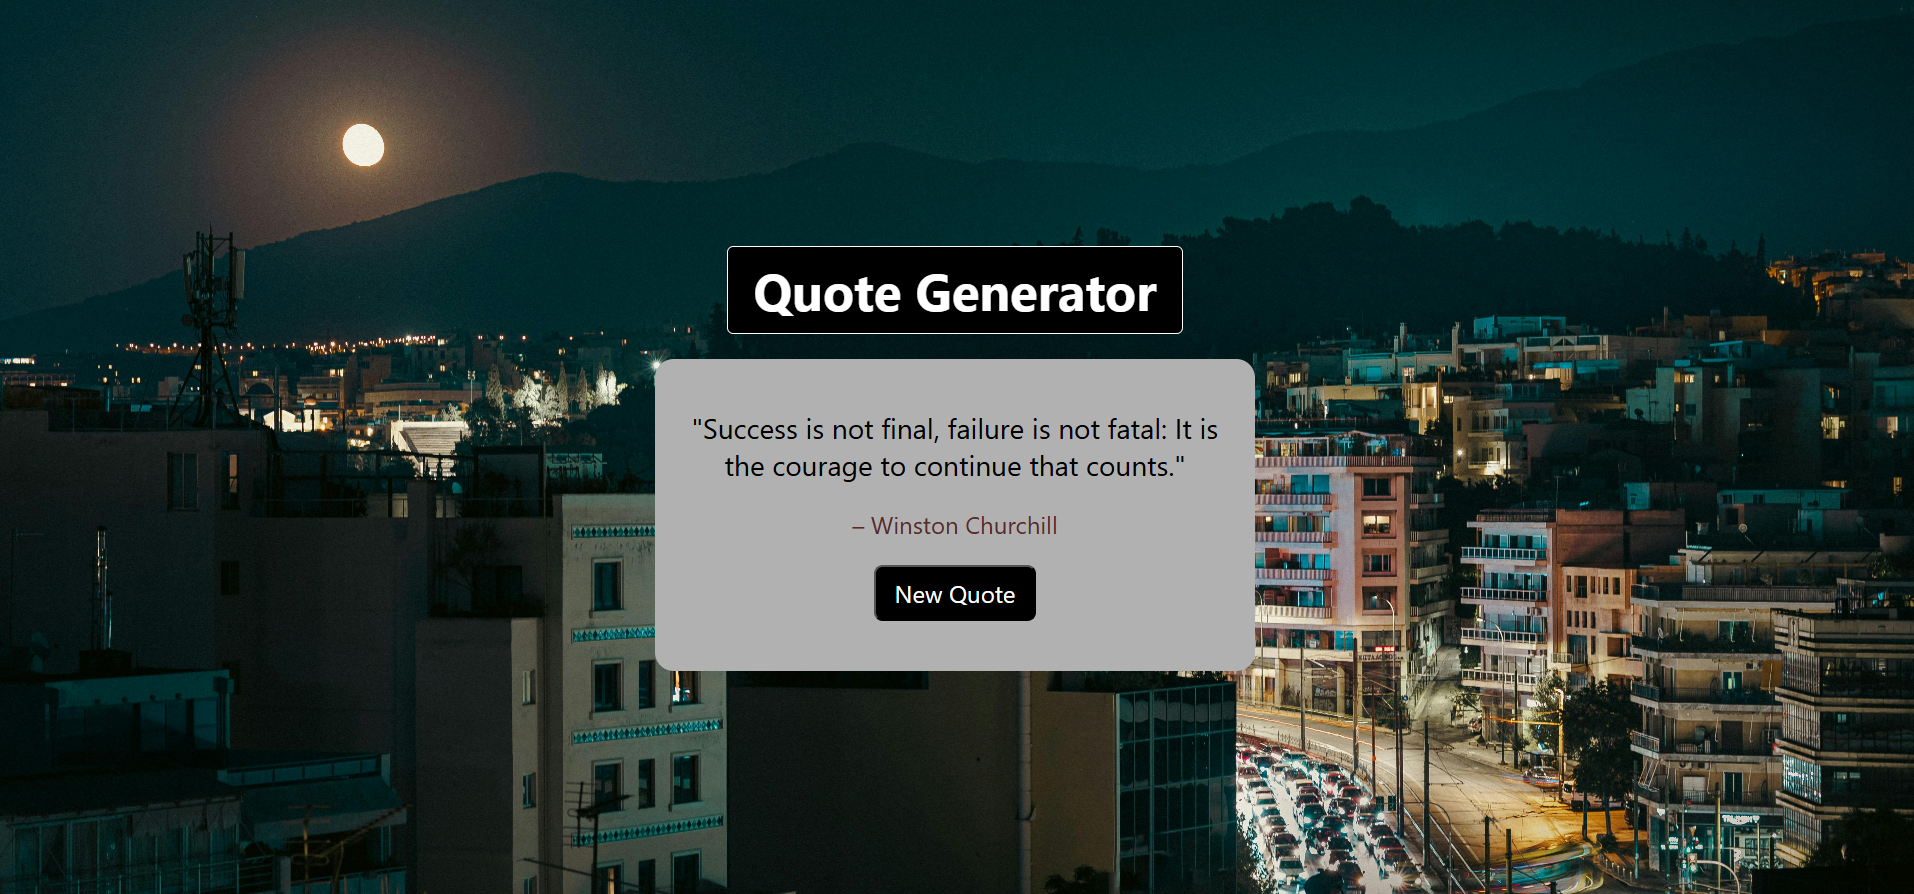 Quote Generator
"Success is not final, failure is not fatal: It is
the courage to continue that counts."
– Winston Churchill
New Quote